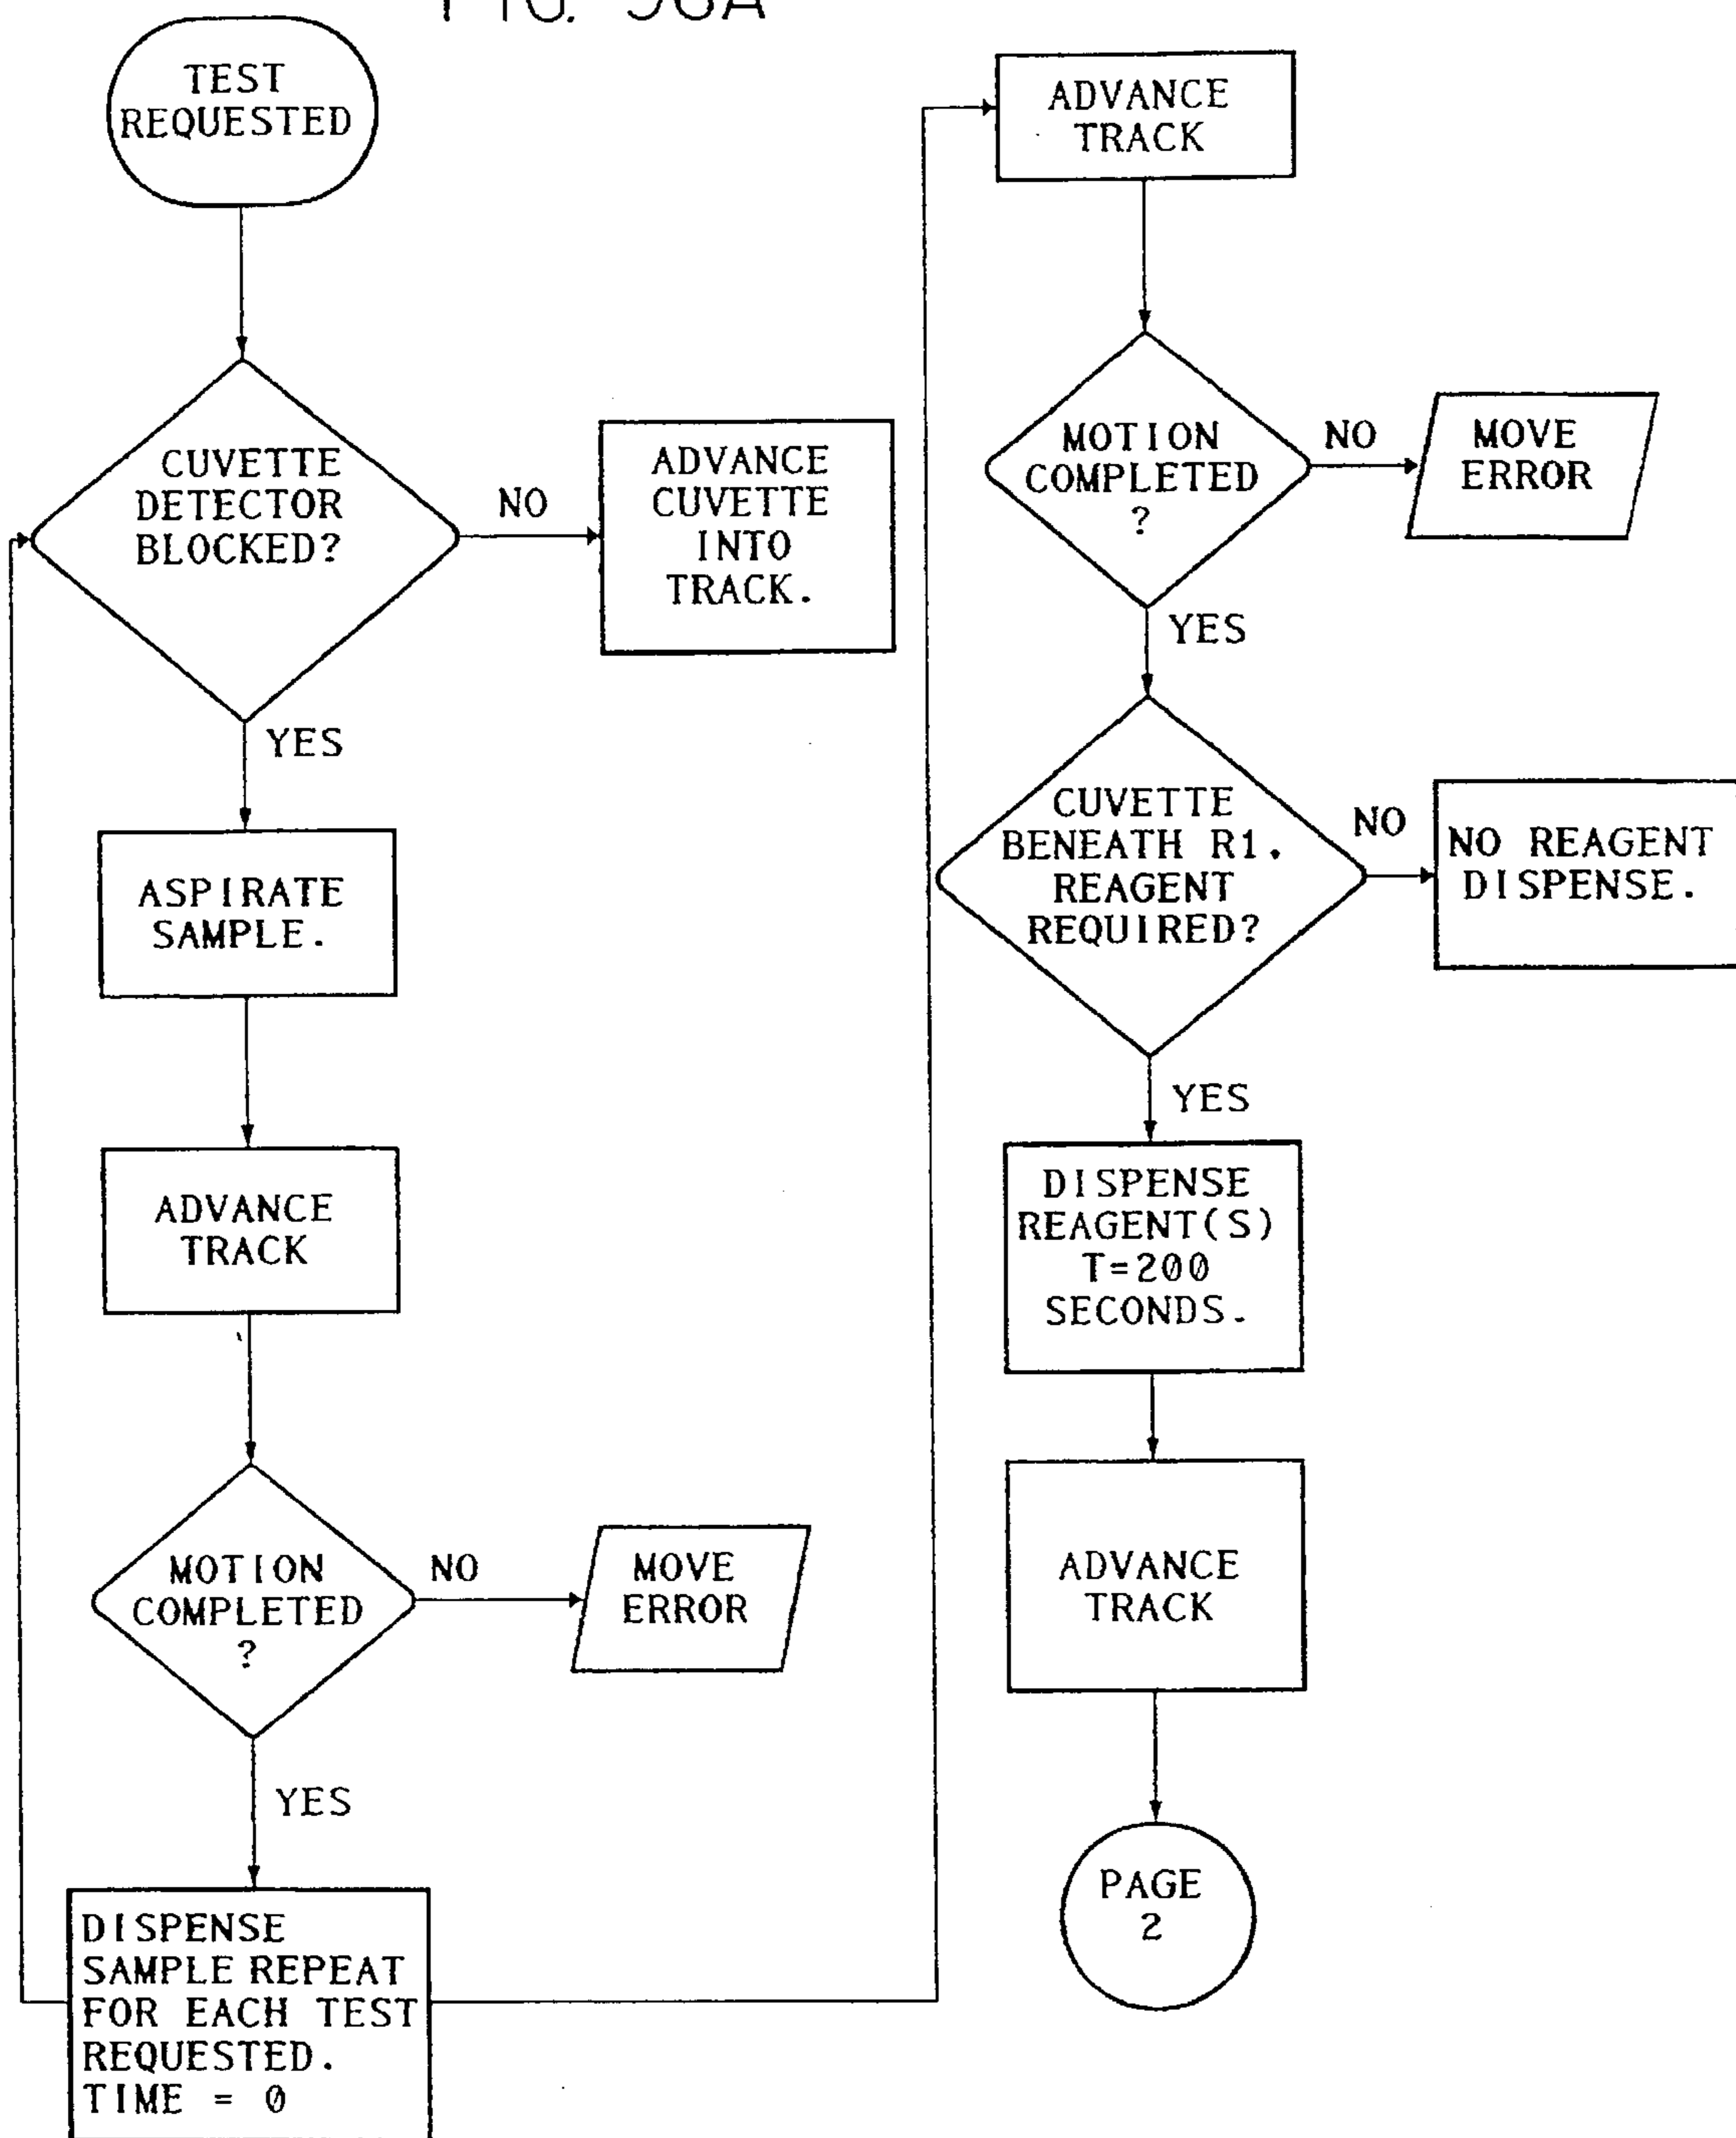 FIG.
TEST
REQUESTED
CUVETTE
DETECTOR
BLOCKED?
NO
ADVANCE
CUVETTE
INTO
TRACK.
YES
ASPIRATE
SAMPLE.
ADVANCE
TRACK
MOTION
COMPLETED
?
NO
MOVE
ERROR
YES
DISPENSE
SAMPLE REPEAT
FOR EACH TEST
REQUESTED.
TIME = 0
ADVANCE
TRACK
MOTION
COMPLETED
?
NO
MOVE
ERROR
YES
CUVETTE
BENEATH R1.
REAGENT
REQUIRED?
NO
NO REAGENT
DISPENSE.
YES
DISPENSE
REAGENT(S)
T=200
SECONDS.
ADVANCE
TRACK
PAGE
2